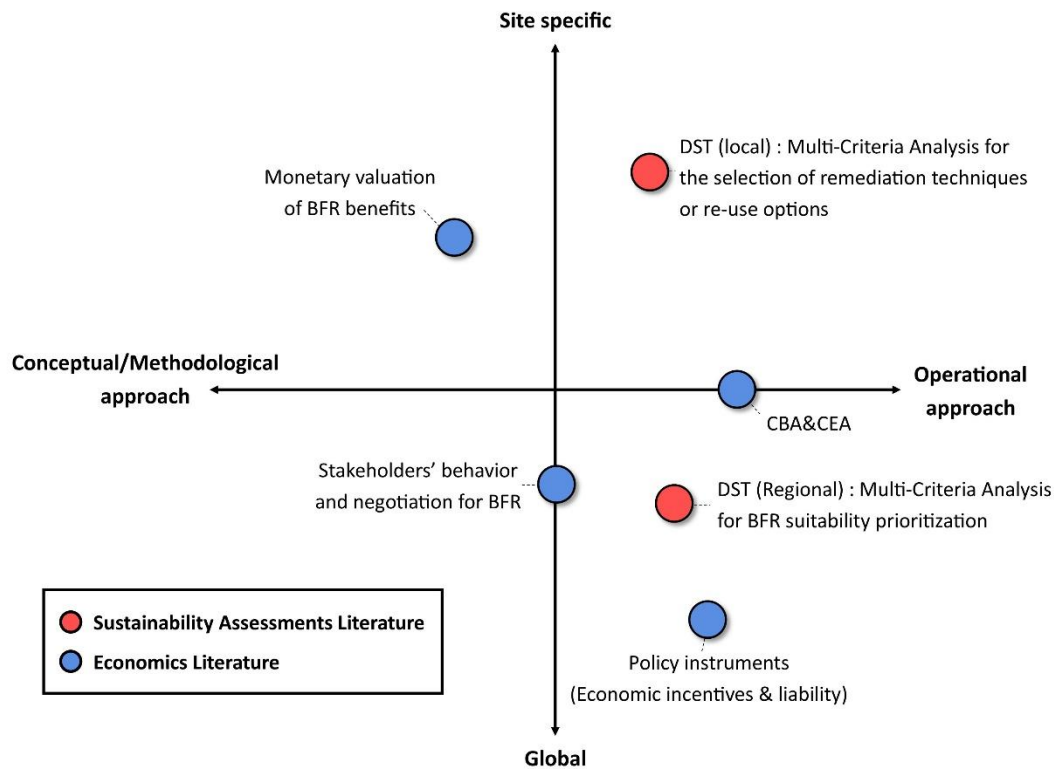 Site specific
DST (local) : Multi-Criteria Analysis for
the selection of remediation techniques
or re-use options
Monetary valuation
of BFR benefits
Conceptual/Methodological
approach
Operational
approach
CBA&CEA
Stakeholders’ behavior
and negotiation for BFR
DST (Regional) : Multi-Criteria Analysis
for BFR suitability prioritization
Sustainability Assessments Literature
Economics Literature
Policy instruments
(Economic incentives & liability)
Global